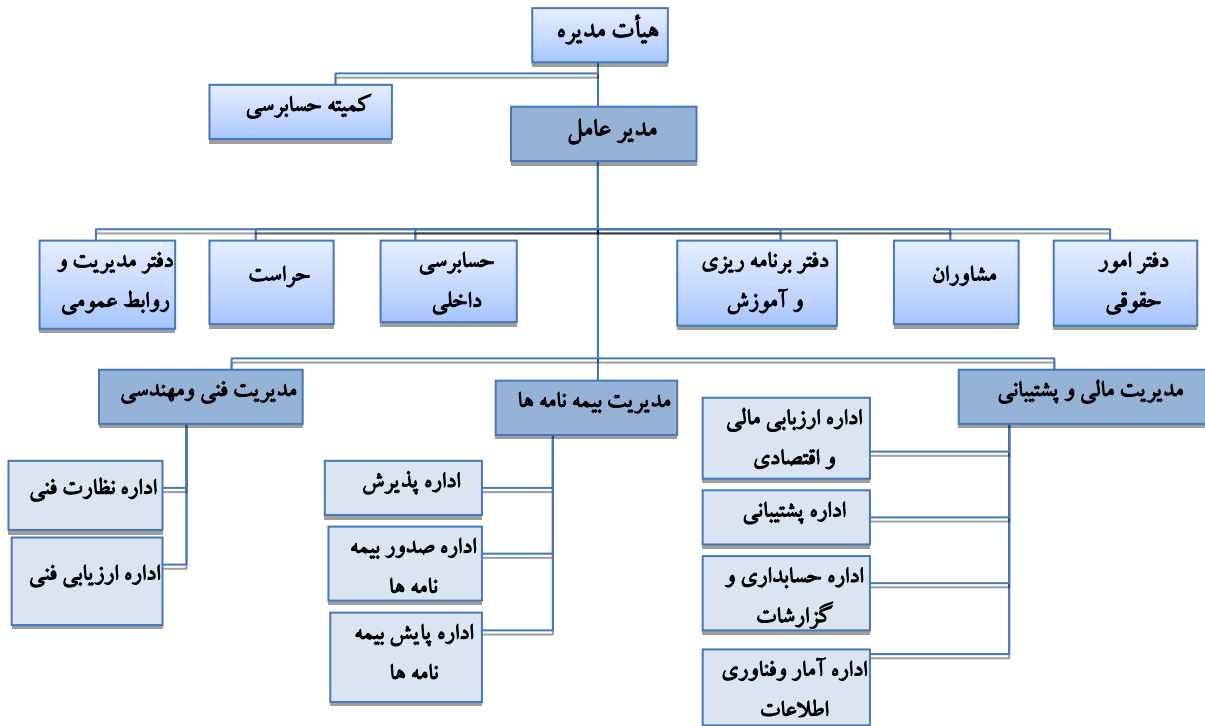 هیأت مدیره
کمیته حسابرسی
مدیر عامل
دفتر امور
حقوقی
مشاوران
دفتر برنامه ریزی
و آموزش
حسابرسی
داخلی
حراست
دفتر مدیریت و
روابط عمومی
مدیریت مالی و پشتیبانی
مدیریت بیمه نامه ها
مدیریت فنی ومهندسی
اداره ارزیابی مالی
و اقتصادی
اداره پشتیبانی
اداره حسابداری و
گزارشات
اداره آمار وفناوری
اطلاعات
اداره پذیرش
اداره صدور بیمه
نامه ها
اداره پایش بیمه
نامه ها
اداره نظارت فنی
اداره ارزیابی فنی